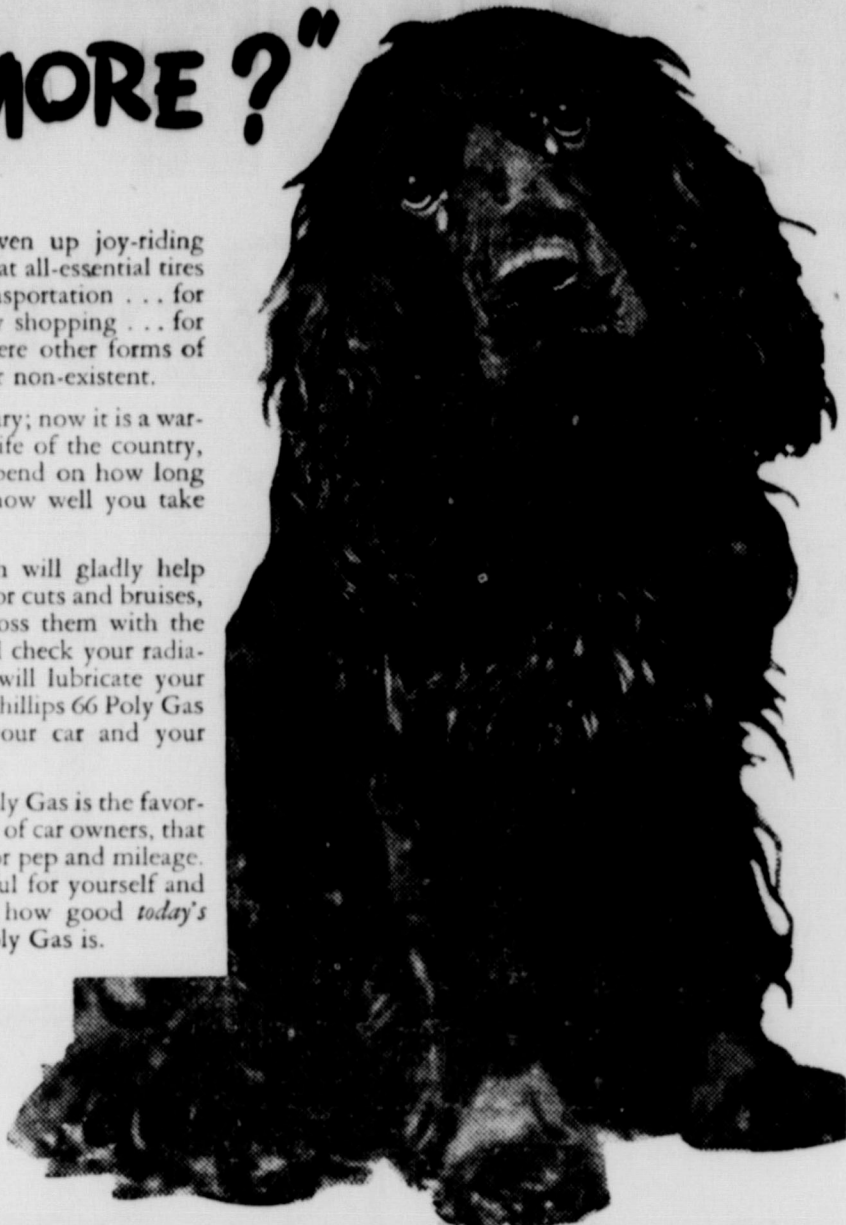 MORE?"
ven up joy-riding
at all-essential tires
nsportation . . . for
shopping . . . for
ere other forms of
non-existent.
ry; now it is a war-
ife of the country,
end on how long
how well you take
will gladly help
or cuts and bruises,
oss them with the
check your radia-
will lubricate your
hillips 66 Poly Gas
our car and your
ly Gas is the favor-
of car owners, that
or pep and mileage.
ul for yourself and
how good today's
ly Gas is.